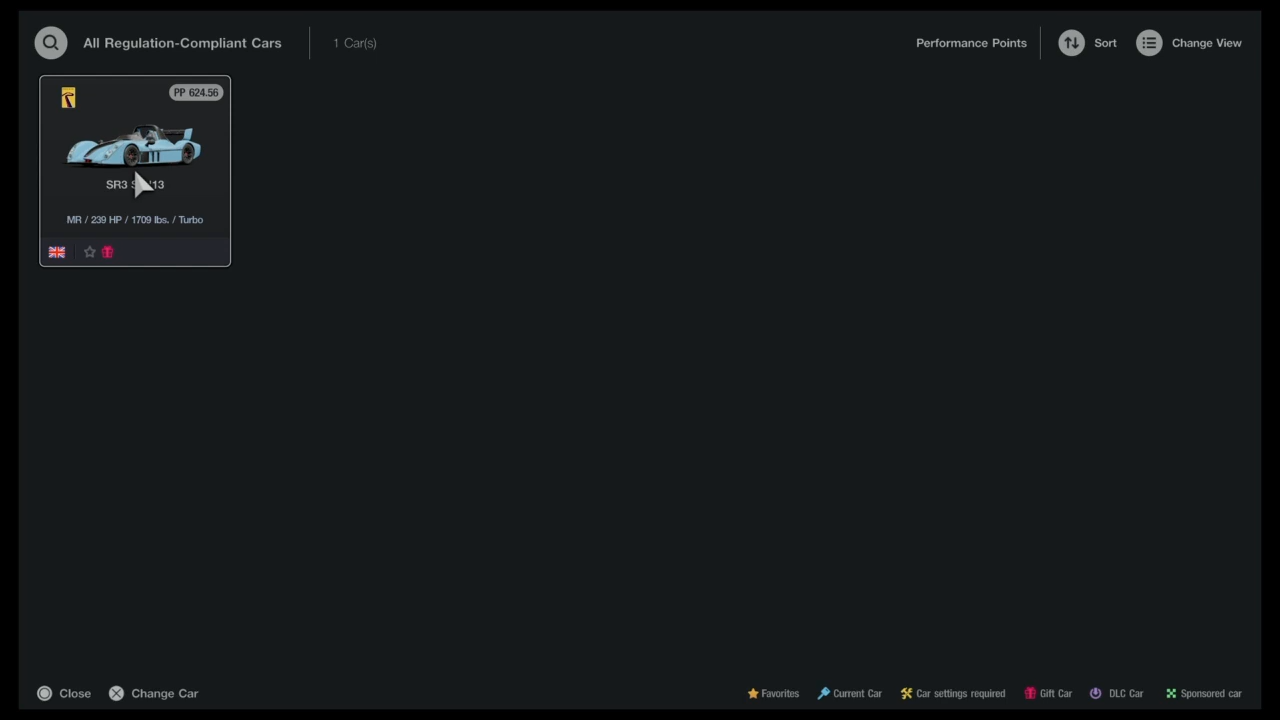 All Regulation-Compliant Cars
1 Car(s)
Performance Points
Sort
Change View
PP 624.56
SR3 '13
MR / 239 HP / 1709 lbs. / Turbo
Close
Change Car
Favorites
Current Car
Car settings required
Gift Car
DLC Car
Sponsored car